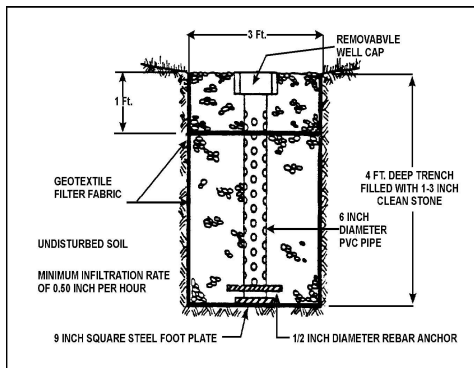 3 Ft.
REMOVABVLE
WELL CAP
1 Ft.
GEOTEXTILE
FILTER FABRIC
4 FT. DEEP TRENCH
FILLED WITH 1-3 INCH
CLEAN STONE
6 INCH
DIAMETER
PVC PIPE
UNDISTURBED SOIL
MINIMUM INFILTRATION RATE
OF 0.50 INCH PER HOUR
9 INCH SQUARE STEEL FOOT PLATE
1/2 INCH DIAMETER REBAR ANCHOR